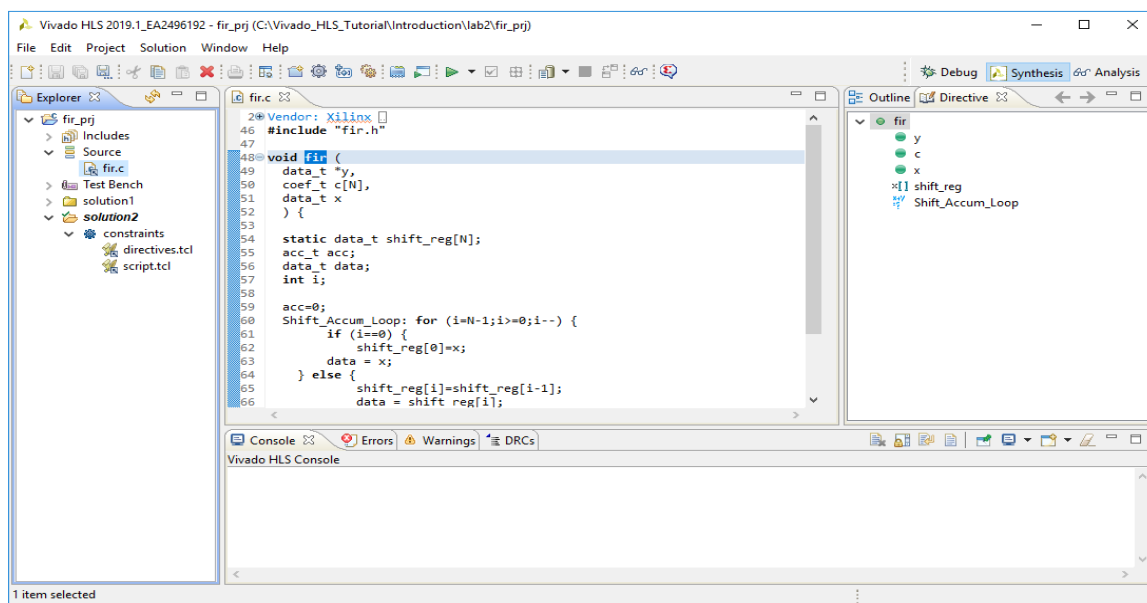 Vivado HLS 2019.1_EA2496192 - fir_prj (C:\Vivado_HLS_Tutorial\Introduction\lab2\fir_prj)
File Edit Project Solution Window Help
Debug Synthesis Analysis
Explorer
fir_prj
Includes
Source
fir.c
Test Bench
solution1
solution2
constraints
directives.tcl
script.tcl
fir.c
2 Vendor: Xilinx
46 #include "fir.h"
47
48 void fir (
49 data_t *y,
50 coef_t c[N],
51 data_t x
52 ) {
53
54 static data_t shift_reg[N];
55 acc_t acc;
56 data_t data;
57 int i;
58
59 acc=0;
60 Shift_Accum_Loop: for (i=N-1;i>=0;i--) {
61 if (i==0) {
62 shift_reg[0]=x;
63 data = x;
64 } else {
65 shift_reg[i]=shift_reg[i-1];
66 data = shift_reg[i];
Outline Directive
fir
y
c
x
x[] shift_reg
Shift_Accum_Loop
Console Errors Warnings DRCs
Vivado HLS Console
1 item selected